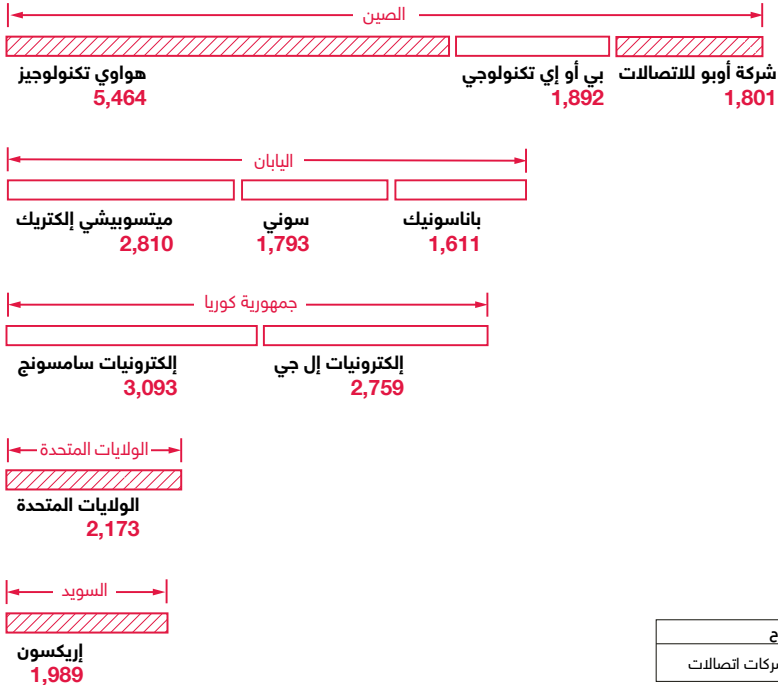 الصين
هواوي تكنولوجيز
5,464
بي أو إي تكنولوجي
1,892
شركة أوبو للاتصالات
1,801
اليابان
ميتسوبيشي إلكتريك
2,810
سوني
1,793
باناسونيك
1,611
جمهورية كوريا
إلكترونيات سامسونج
3,093
إلكترونيات إل جي
2,759
الولايات المتحدة
الولايات المتحدة
2,173
السويد
إريكسون
1,989
اتصالات